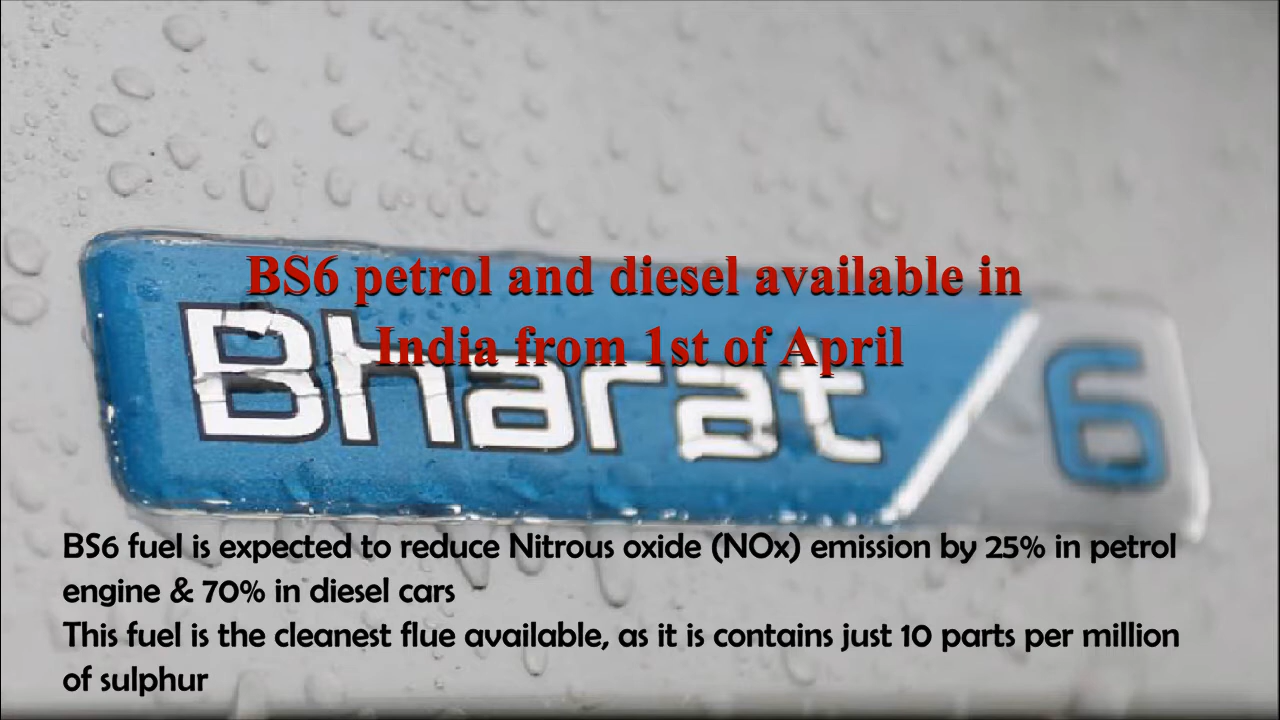 BS6 petrol and diesel available in
India from 1st of April
Bharat 6
BS6 fuel is expected to reduce Nitrous oxide (NOx) emission by 25% in petrol
engine & 70% in diesel cars
This fuel is the cleanest flue available, as it is contains just 10 parts per million
of sulphur